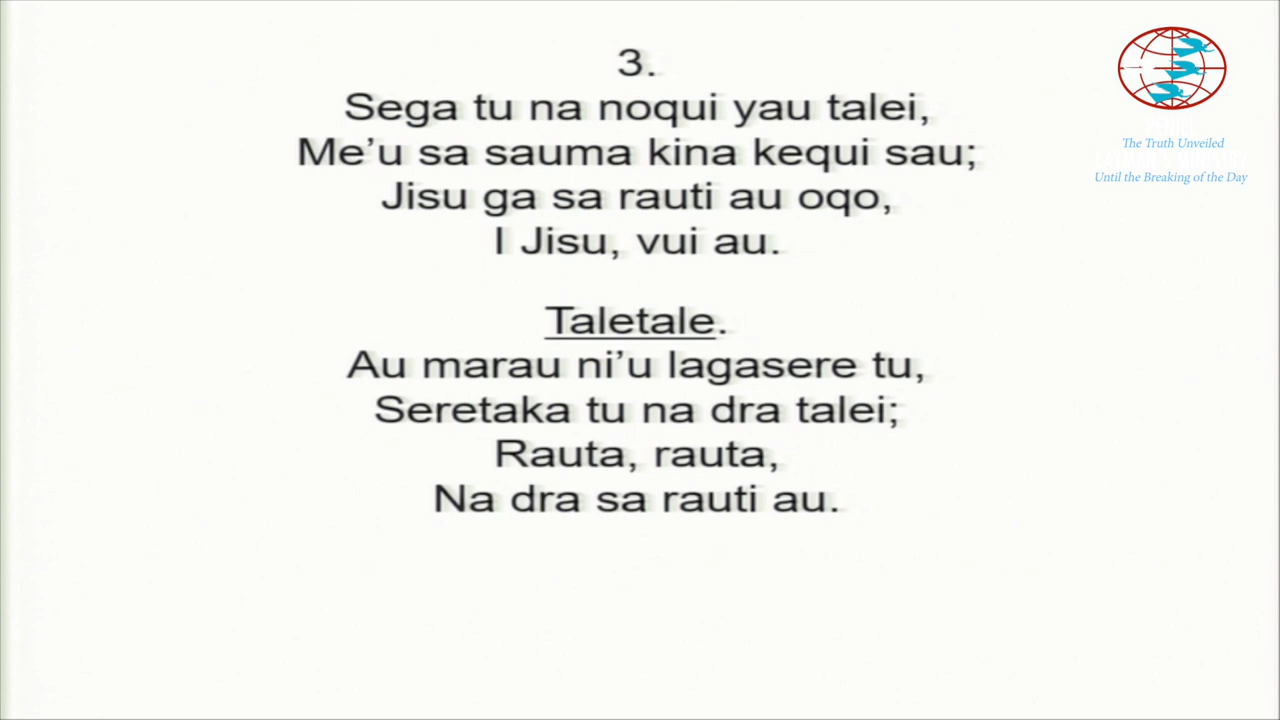 3.
Sega tu na noqui yau talei,
Me’u sa sauma kina kequi sau;
Jisu ga sa rauti au oqo,
I Jisu, vui au.
Taletale.
Au marau ni’u lagasere tu,
Seretaka tu na dra talei;
Rauta, rauta,
Na dra sa rauti au.
The Truth Unveiled
Until the Breaking of the Day